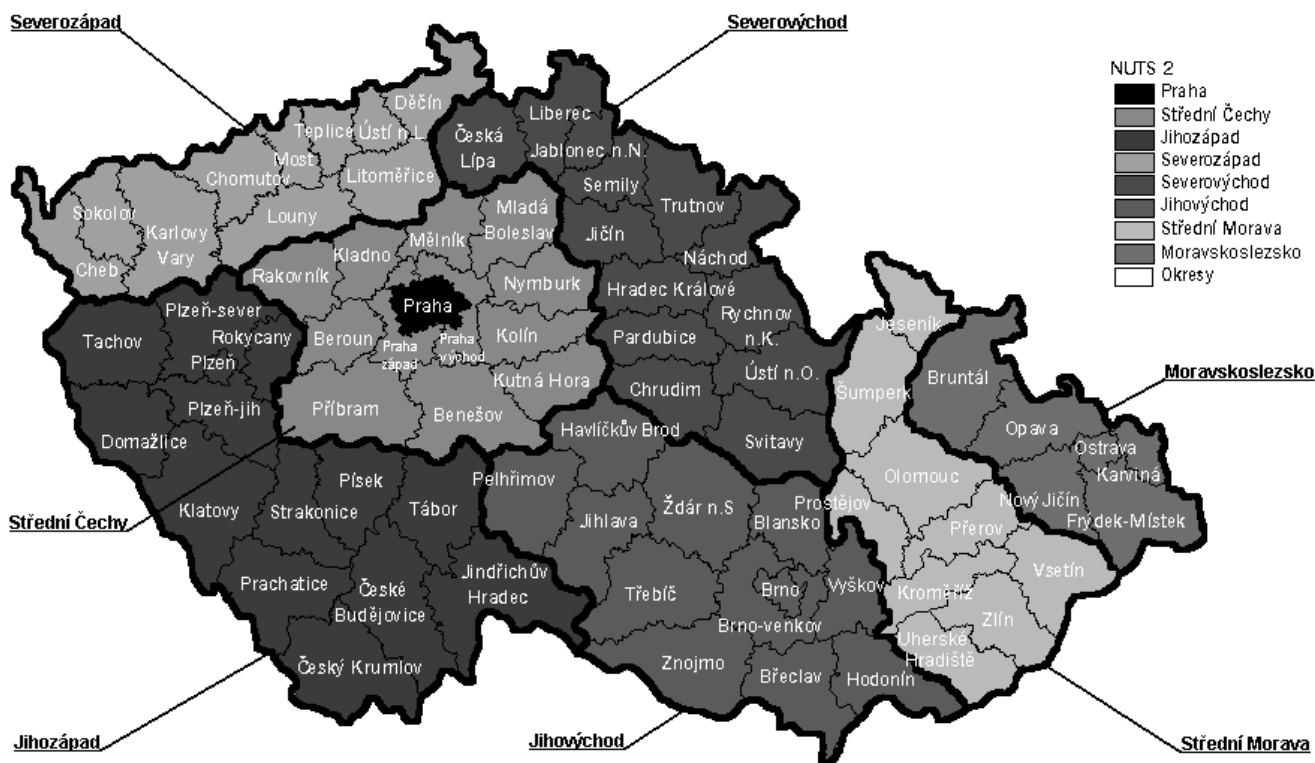 Severozápad
Severovýchod
NUTS 2
Praha
Střední Čechy
Jihozápad
Severozápad
Severovýchod
Jihovýchod
Střední Morava
Moravskoslezsko
Okresy
Děčín
Teplice
Ústí n.L.
Most
Chomutov
Litoměřice
Sokolov
Louny
Karlovy
Vary
Cheb
Liberec
Česká
Lípa
Jablonec n.N.
Semily
Trutnov
Jičín
Náchod
Hradec Králové
Rychnov
n.K.
Pardubice
Ústí n.O.
Chrudim
Svitavy
Mladá
Boleslav
Mělník
Kladno
Rakovník
Nymburk
Praha
Beroun
Praha
západ
Praha
východ
Kolín
Kutná Hora
Příbram
Benešov
Plzeň-sever
Tachov
Rokycany
Plzeň
Plzeň-jih
Domažlice
Klatovy
Písek
Strakonice
Tábor
Prachatice
České
Budějovice
Jindřichův
Hradec
Český Krumlov
Havlíčkův Brod
Pelhřimov
Jihlava
Ždár n.S
Blansko
Třebíč
Brno
Vyškov
Brno-venkov
Znojmo
Břeclav
Hodonín
Jeseník
Šumperk
Olomouc
Prostějov
Přerov
Vsetín
Kroměříž
Zlín
Uherské
Hradiště
Bruntál
Opava
Ostrava
Karviná
Nový Jičín
Frýdek-Místek
Moravskoslezsko
Střední Čechy
Jihozápad
Jihovýchod
Střední Morava